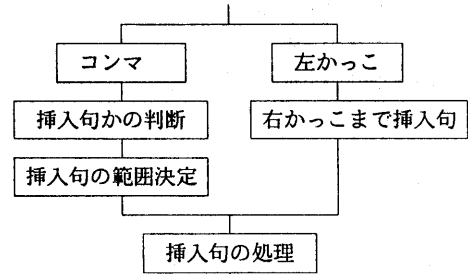 コンマ
左かっこ
挿入句かの判断
右かっこまで挿入句
挿入句の範囲決定
挿入句の処理